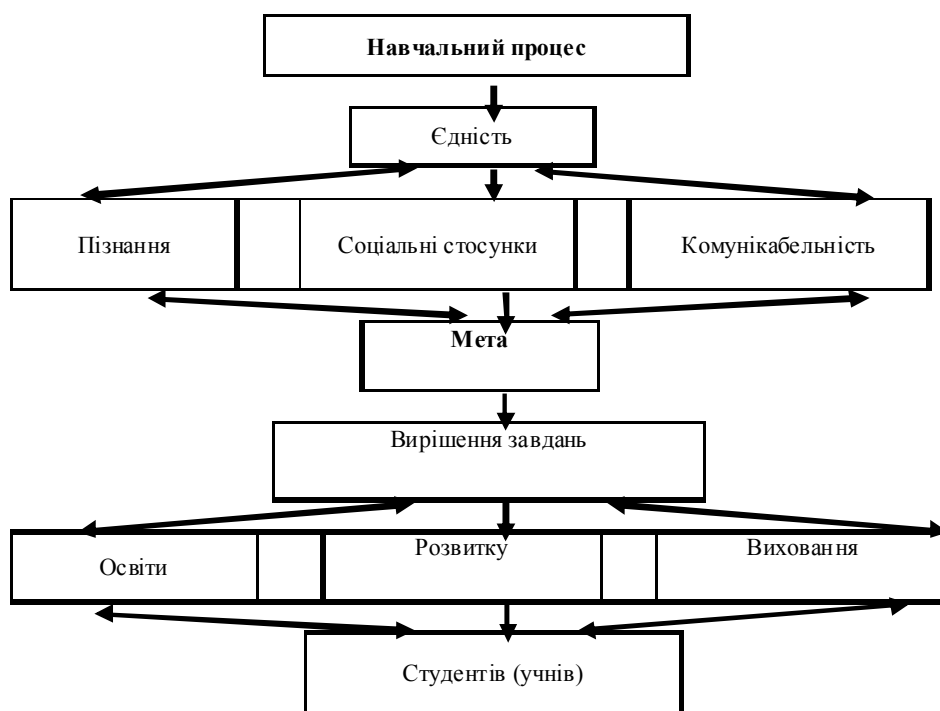 Навчальний процес
Єдність
Пізнання
Соціальні стосунки
Комунікабельність
Мета
Вирішення завдань
Освіти
Розвитку
Виховання
Студентів (учнів)